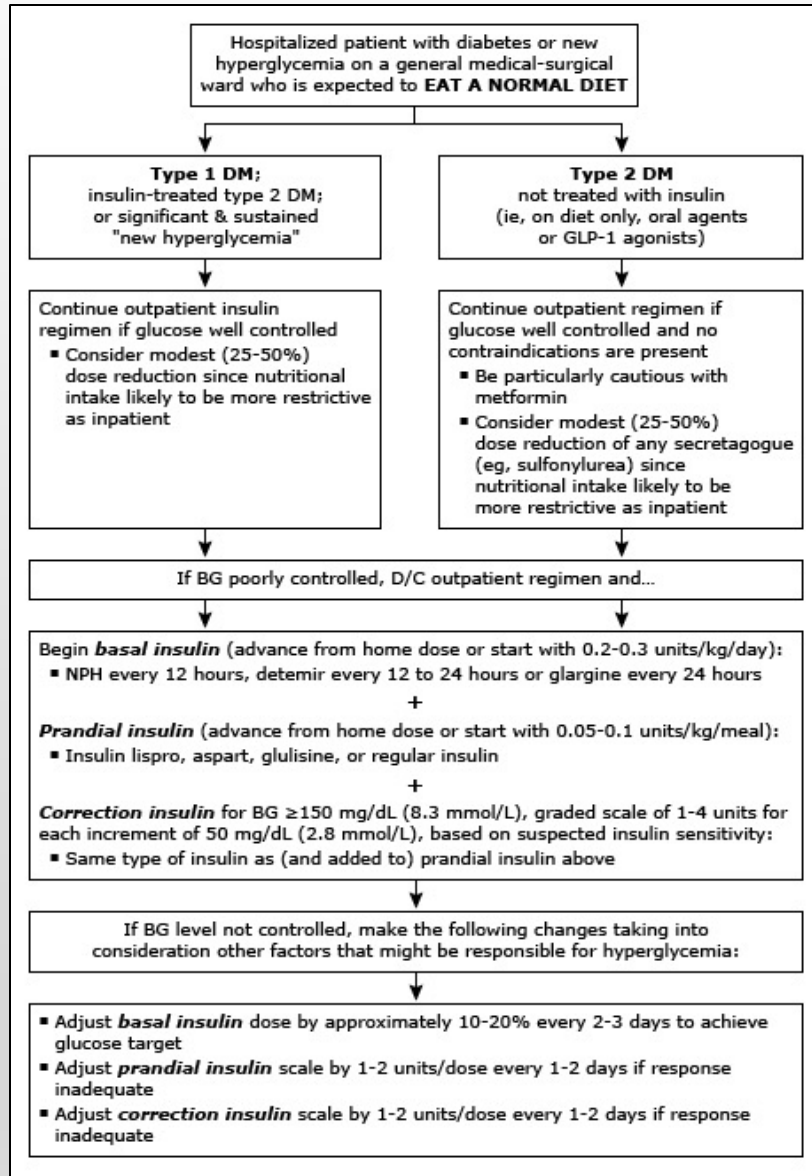 Hospitalized patient with diabetes or new
hyperglycemia on a general medical-surgical
ward who is expected to EAT A NORMAL DIET
Type 1 DM;
insulin-treated type 2 DM;
or significant & sustained
"new hyperglycemia"
Type 2 DM
not treated with insulin
(ie, on diet only, oral agents
or GLP-1 agonists)
Continue outpatient insulin
regimen if glucose well controlled
▪ Consider modest (25-50%)
dose reduction since nutritional
intake likely to be more restrictive
as inpatient
Continue outpatient regimen if
glucose well controlled and no
contraindications are present
▪ Be particularly cautious with
metformin
▪ Consider modest (25-50%)
dose reduction of any secretagogue
(eg, sulfonylurea) since
nutritional intake likely to be
more restrictive as inpatient
If BG poorly controlled, D/C outpatient regimen and...
Begin basal insulin (advance from home dose or start with 0.2-0.3 units/kg/day):
▪ NPH every 12 hours, detemir every 12 to 24 hours or glargine every 24 hours
+
Prandial insulin (advance from home dose or start with 0.05-0.1 units/kg/meal):
▪ Insulin lispro, aspart, glulisine, or regular insulin
+
Correction insulin for BG ≥150 mg/dL (8.3 mmol/L), graded scale of 1-4 units for
each increment of 50 mg/dL (2.8 mmol/L), based on suspected insulin sensitivity:
▪ Same type of insulin as (and added to) prandial insulin above
If BG level not controlled, make the following changes taking into
consideration other factors that might be responsible for hyperglycemia:
▪ Adjust basal insulin dose by approximately 10-20% every 2-3 days to achieve
glucose target
▪ Adjust prandial insulin scale by 1-2 units/dose every 1-2 days if response
inadequate
▪ Adjust correction insulin scale by 1-2 units/dose every 1-2 days if response
inadequate